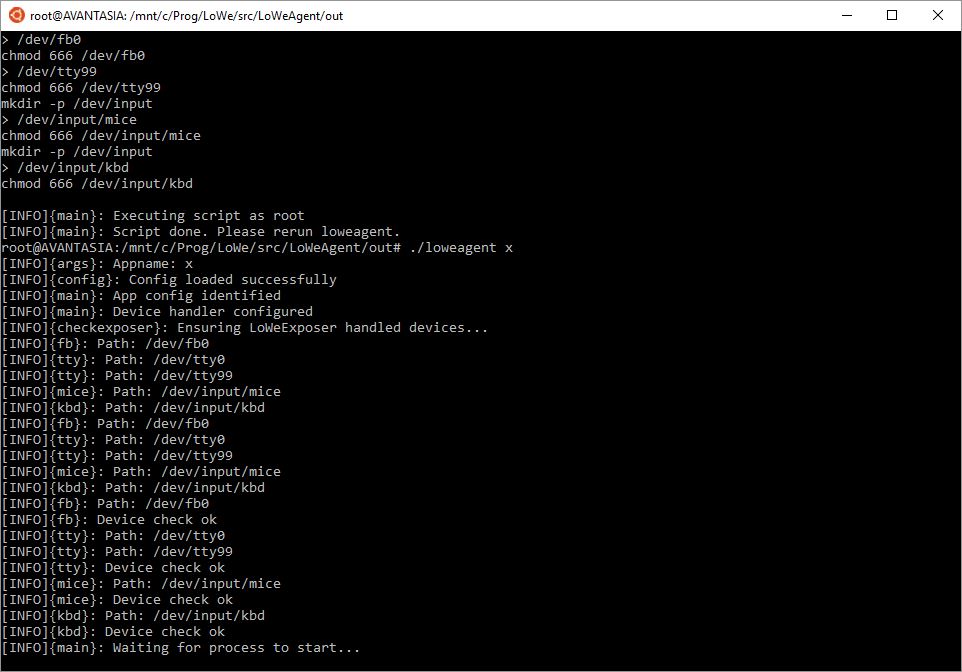 root@AVANTASIA: /mnt/c/Prog/LoWe/src/LoWeAgent/out
> /dev/fb0
chmod 666 /dev/fb0
> /dev/tty99
chmod 666 /dev/tty99
mkdir -p /dev/input
> /dev/input/mice
chmod 666 /dev/input/mice
mkdir -p /dev/input
> /dev/input/kbd
chmod 666 /dev/input/kbd
[INFO]{main}: Executing script as root
[INFO]{main}: Script done. Please rerun loweagent.
root@AVANTASIA:/mnt/c/Prog/LoWe/src/LoWeAgent/out# ./loweagent x
[INFO]{args}: Appname: x
[INFO]{config}: Config loaded successfully
[INFO]{main}: App config identified
[INFO]{main}: Device handler configured
[INFO]{checkexposer}: Ensuring LoWeExposer handled devices...
[INFO]{fb}: Path: /dev/fb0
[INFO]{tty}: Path: /dev/tty0
[INFO]{tty}: Path: /dev/tty99
[INFO]{mice}: Path: /dev/input/mice
[INFO]{kbd}: Path: /dev/input/kbd
[INFO]{fb}: Path: /dev/fb0
[INFO]{tty}: Path: /dev/tty0
[INFO]{tty}: Path: /dev/tty99
[INFO]{mice}: Path: /dev/input/mice
[INFO]{kbd}: Path: /dev/input/kbd
[INFO]{fb}: Path: /dev/fb0
[INFO]{fb}: Device check ok
[INFO]{tty}: Path: /dev/tty0
[INFO]{tty}: Path: /dev/tty99
[INFO]{tty}: Device check ok
[INFO]{mice}: Path: /dev/input/mice
[INFO]{mice}: Device check ok
[INFO]{kbd}: Path: /dev/input/kbd
[INFO]{kbd}: Device check ok
[INFO]{main}: Waiting for process to start...